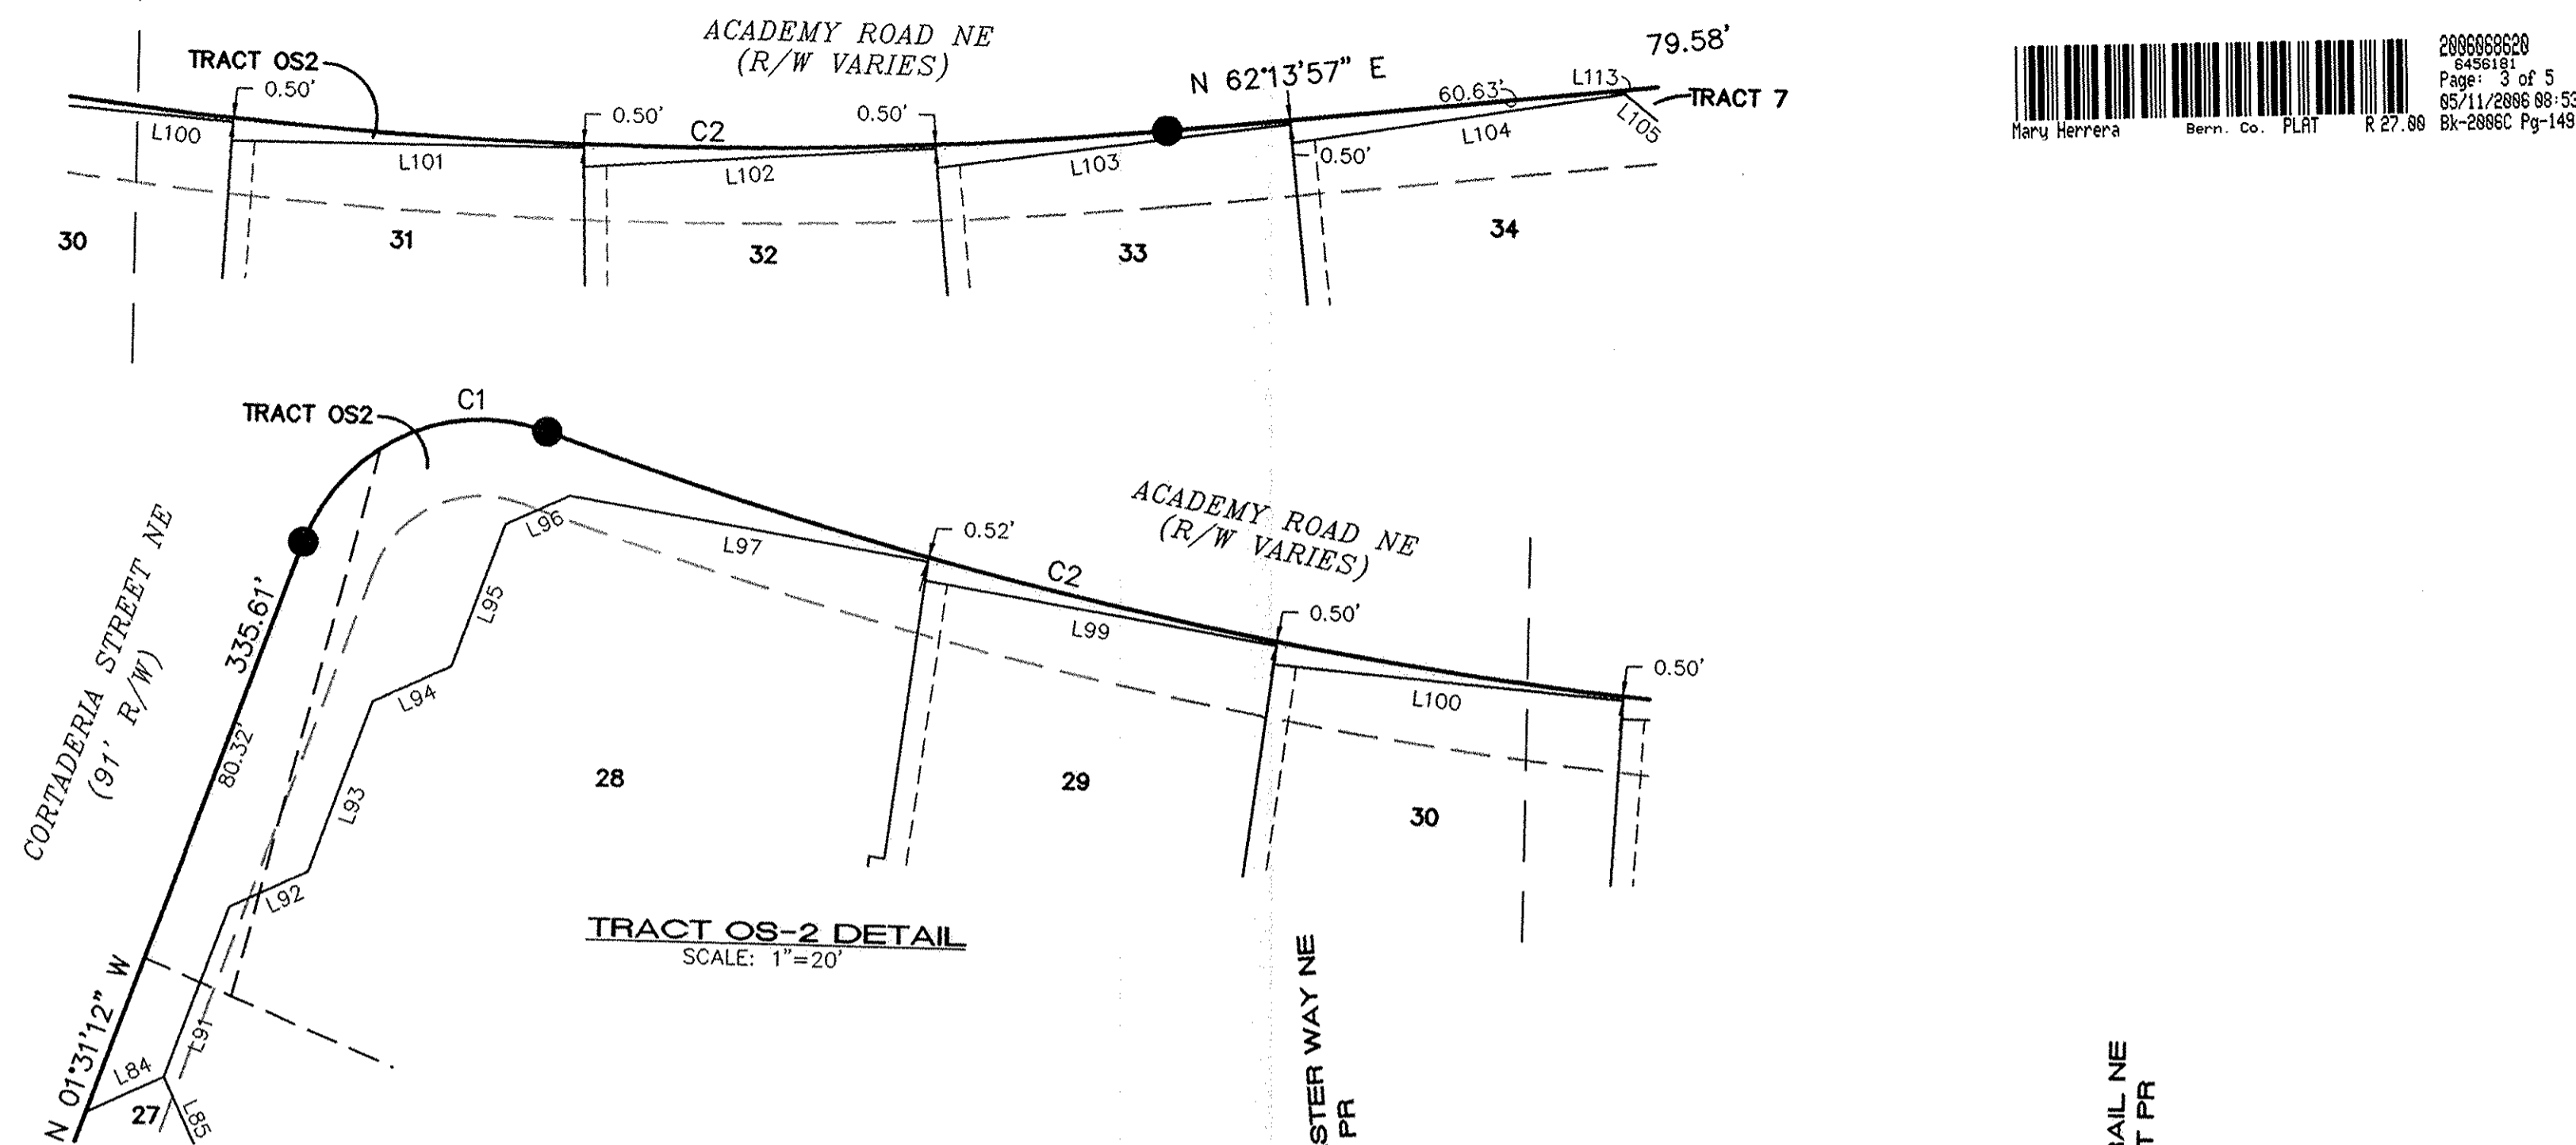 ACADEMY ROAD NE
(R/W VARIES)
TRACT OS2
0.50'
0.50'
C2
0.50'
N 62°13'57" E
79.58'
60.63'
L113
TRACT 7
L100
L101
L102
L103
0.50'
L104
L105
30
31
32
33
34
2006068620
6456181
Page: 3 of 5
05/11/2006 08:53
Mary Herrera Bern. Co. PLAT R 27.00 Bk-2006C Pg-149
C1
TRACT OS2
CORTADERIA STREET NE
(91' R/W)
335.61'
80.32'
N 01°31'12" W
L96
L97
0.52'
C2
ACADEMY ROAD NE
(R/W VARIES)
L95
L99
0.50'
L94
L100
0.50'
L93
28
29
30
L92
L91
L84
27
L85
TRACT OS-2 DETAIL
SCALE: 1"=20'
STER WAY NE
PR
RAIL NE
T PR